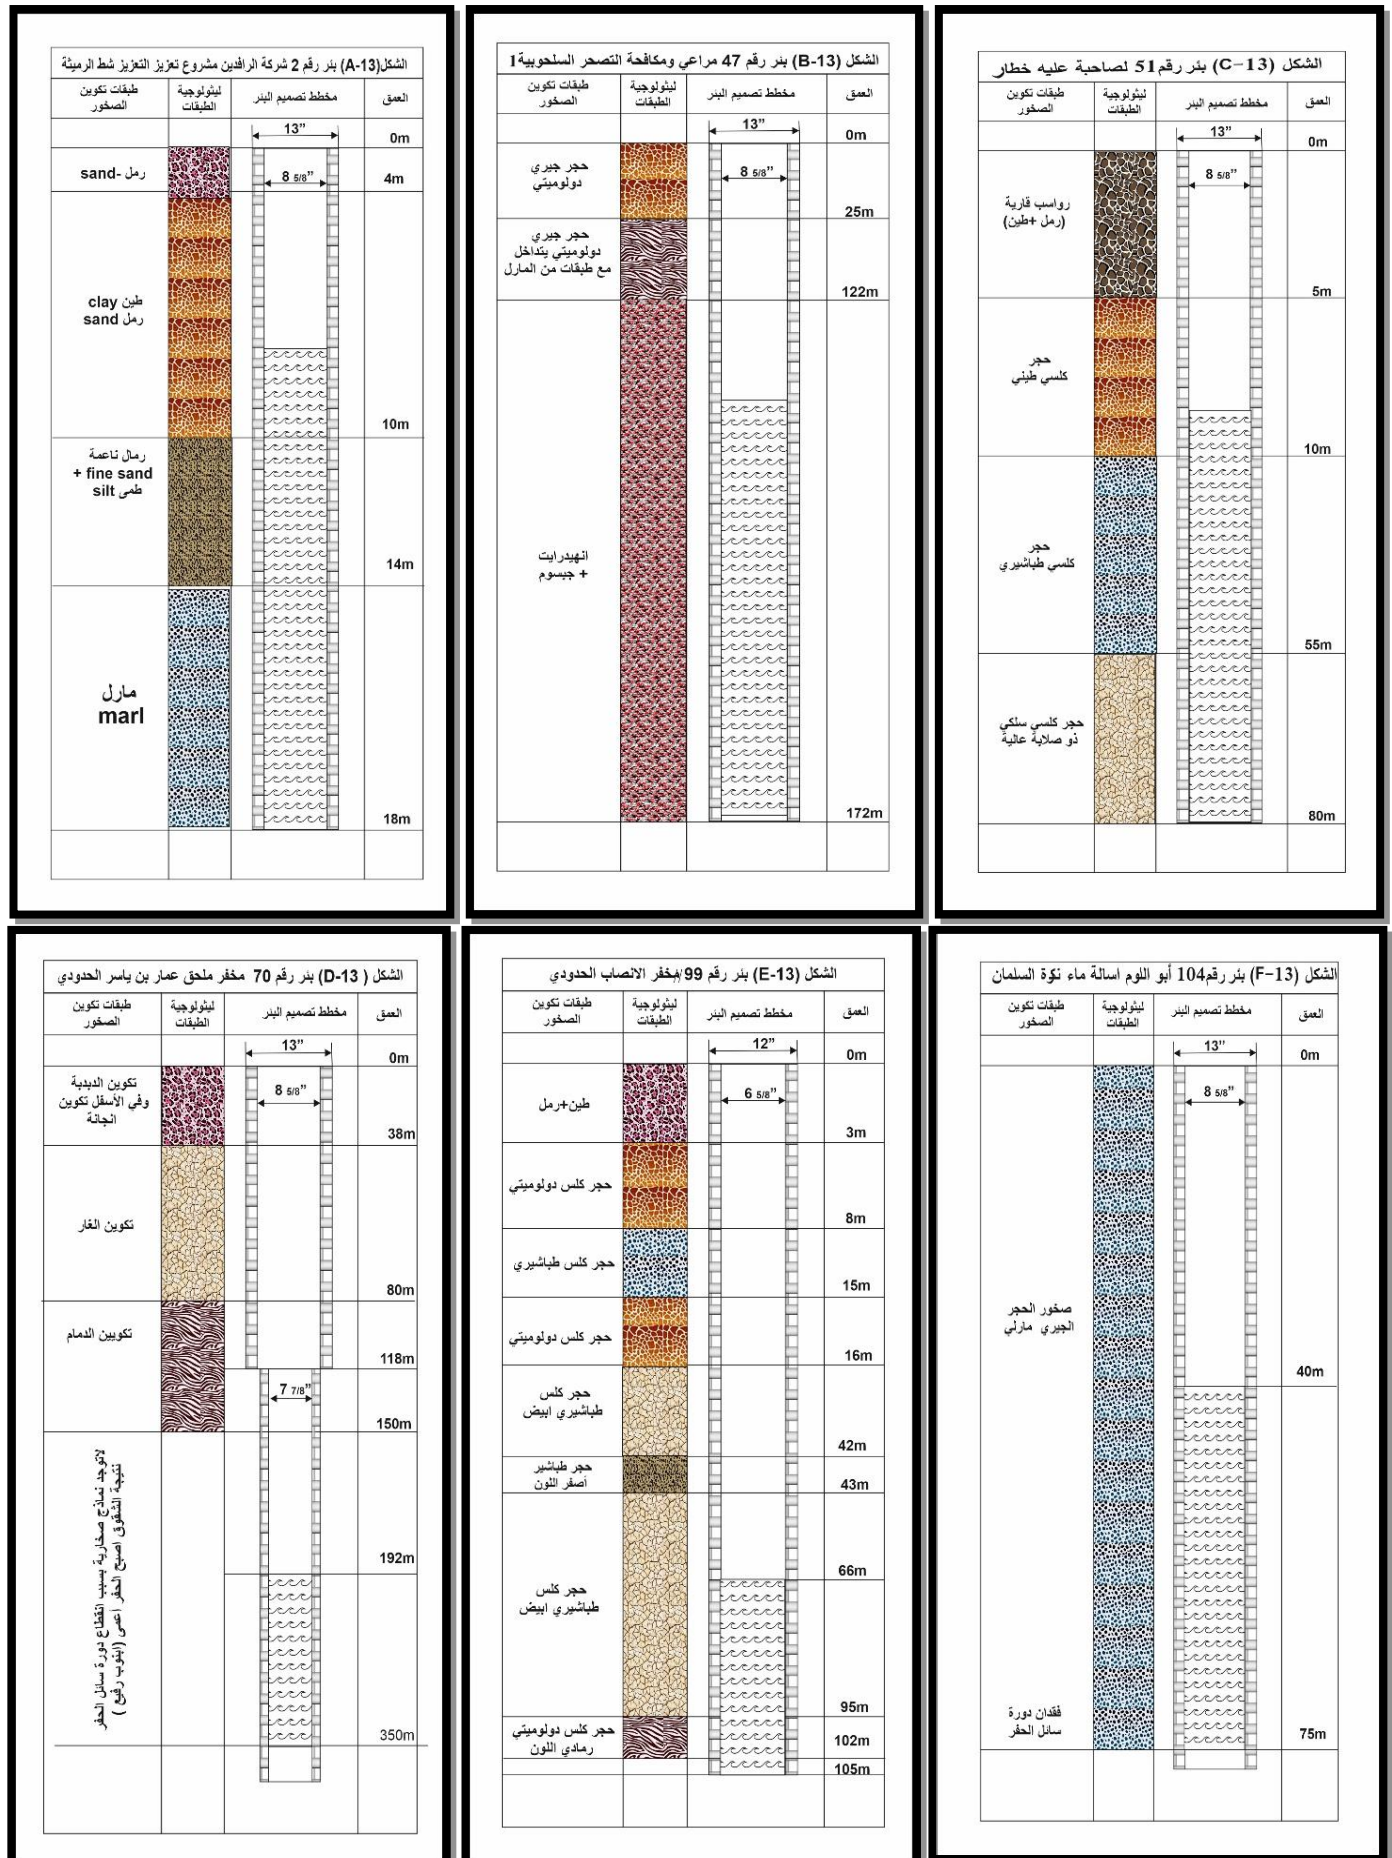 الشكل(A-13) بئر رقم 2 شركة الرافدين مشروع تعزيز التعزيز شط الرميثة
العمق
مخطط تصميم البئر
ليثولوجية
الطبقات
طبقات تكوين
الصخور
13”
0m
رمل -sand
8 5/8”
4m
طين clay
رمل sand
10m
رمال ناعمة
+ fine sand
طمى silt
14m
مارل
marl
18m
الشكل (B-13) بئر رقم 47 مراعي ومكافحة التصحر السلحوبية1
العمق
مخطط تصميم البئر
ليثولوجية
الطبقات
طبقات تكوين
الصخور
13”
0m
حجر جيري
دولوميتي
8 5/8”
25m
حجر جيري
دولوميتي يتداخل
مع طبقات من المارل
122m
انهيدرايت
+ جبسوم
172m
الشكل (C-13) بئر رقم51 لصاحبة عليه خطار
العمق
مخطط تصميم البئر
ليثولوجية
الطبقات
طبقات تكوين
الصخور
13”
0m
8 5/8”
رواسب قارية
(رمل +طين)
5m
حجر
كلسي طيني
10m
حجر
كلسي طباشيري
55m
حجر كلسي سلكي
ذو صلابة عالية
80m
الشكل ( D-13) بئر رقم 70 مخفر ملحق عمار بن ياسر الحدودي
العمق
مخطط تصميم البئر
ليثولوجية
الطبقات
طبقات تكوين
الصخور
13”
0m
تكوين الدبدبة
وفي الأسفل تكوين
انجانة
8 5/8”
38m
تكوين الغار
80m
تكويين الدمام
118m
7 7/8”
150m
لاتوجد نماذج صخارية بسبب انقطاع دورة سائل الحفر
نتيجة الشقوق اصبح الحفر اعمى (انبوب رفيع )
192m
350m
الشكل (E-13) بئر رقم 99/مخفر الانصاب الحدودي
العمق
مخطط تصميم البئر
ليثولوجية
الطبقات
طبقات تكوين
الصخور
12”
0m
طين+رمل
6 5/8”
3m
حجر كلس دولوميتي
8m
حجر كلس طباشيري
15m
حجر كلس دولوميتي
16m
حجر كلس
طباشيري ابيض
42m
حجر طباشير
أصفر اللون
43m
66m
حجر كلس
طباشيري ابيض
95m
حجر كلس دولوميتي
رمادي اللون
102m
105m
الشكل (F-13) بئر رقم104 أبو اللوم اسالة ماء نكرة السلمان
العمق
مخطط تصميم البئر
ليثولوجية
الطبقات
طبقات تكوين
الصخور
13”
0m
8 5/8”
صخور الحجر
الجيري مارلي
40m
فقدان دورة
سائل الحفر
75m